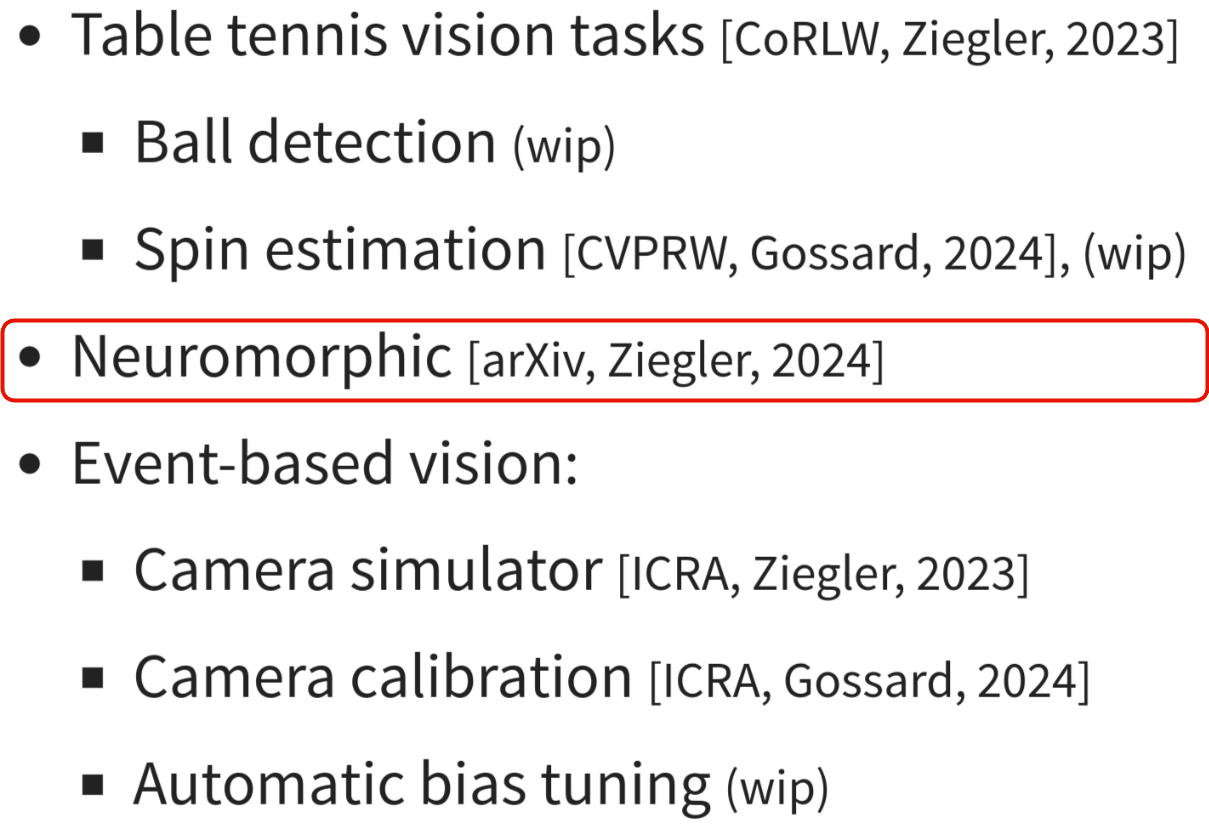 • Table tennis vision tasks [CoRLW, Ziegler, 2023]
▪ Ball detection (wip)
▪ Spin estimation [CVPRW, Gossard, 2024], (wip)
• Neuromorphic [arXiv, Ziegler, 2024]
• Event-based vision:
▪ Camera simulator [ICRA, Ziegler, 2023]
▪ Camera calibration [ICRA, Gossard, 2024]
▪ Automatic bias tuning (wip)